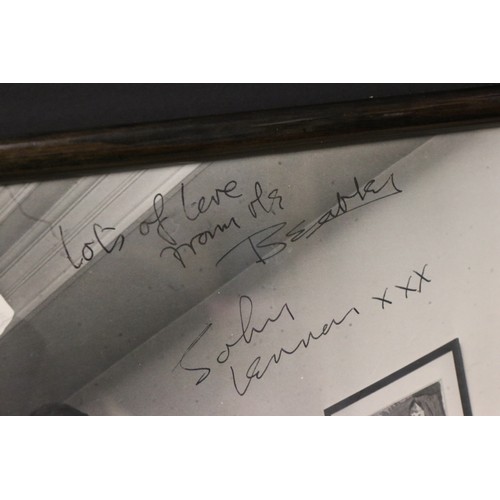 Lots of love
from the
Beatles
John
Lennon xxx